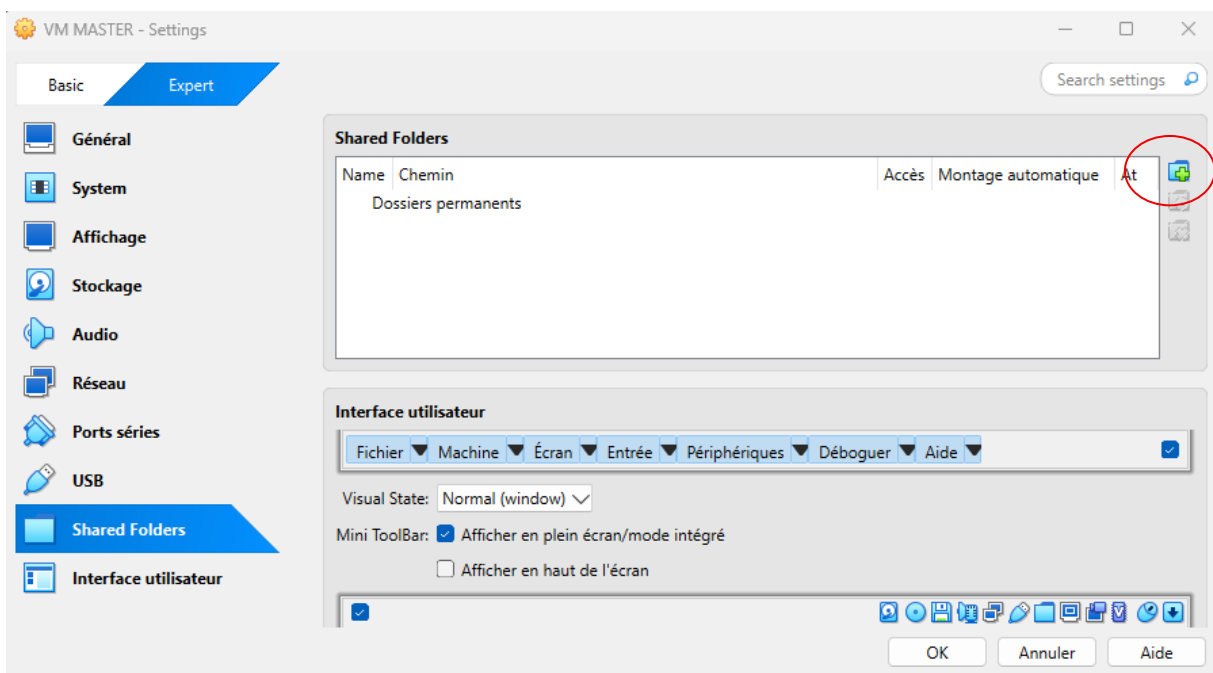 VM MASTER - Settings
Basic Expert Search settings
Général
System
Affichage
Stockage
Audio
Réseau
Ports séries
USB
Shared Folders
Interface utilisateur
Shared Folders
Name Chemin Accès Montage automatique At
Dossiers permanents
Interface utilisateur
Fichier Machine Écran Entrée Périphériques Déboguer Aide
Visual State: Normal (window)
Mini ToolBar: Afficher en plein écran/mode intégré
Afficher en haut de l'écran
OK Annuler Aide